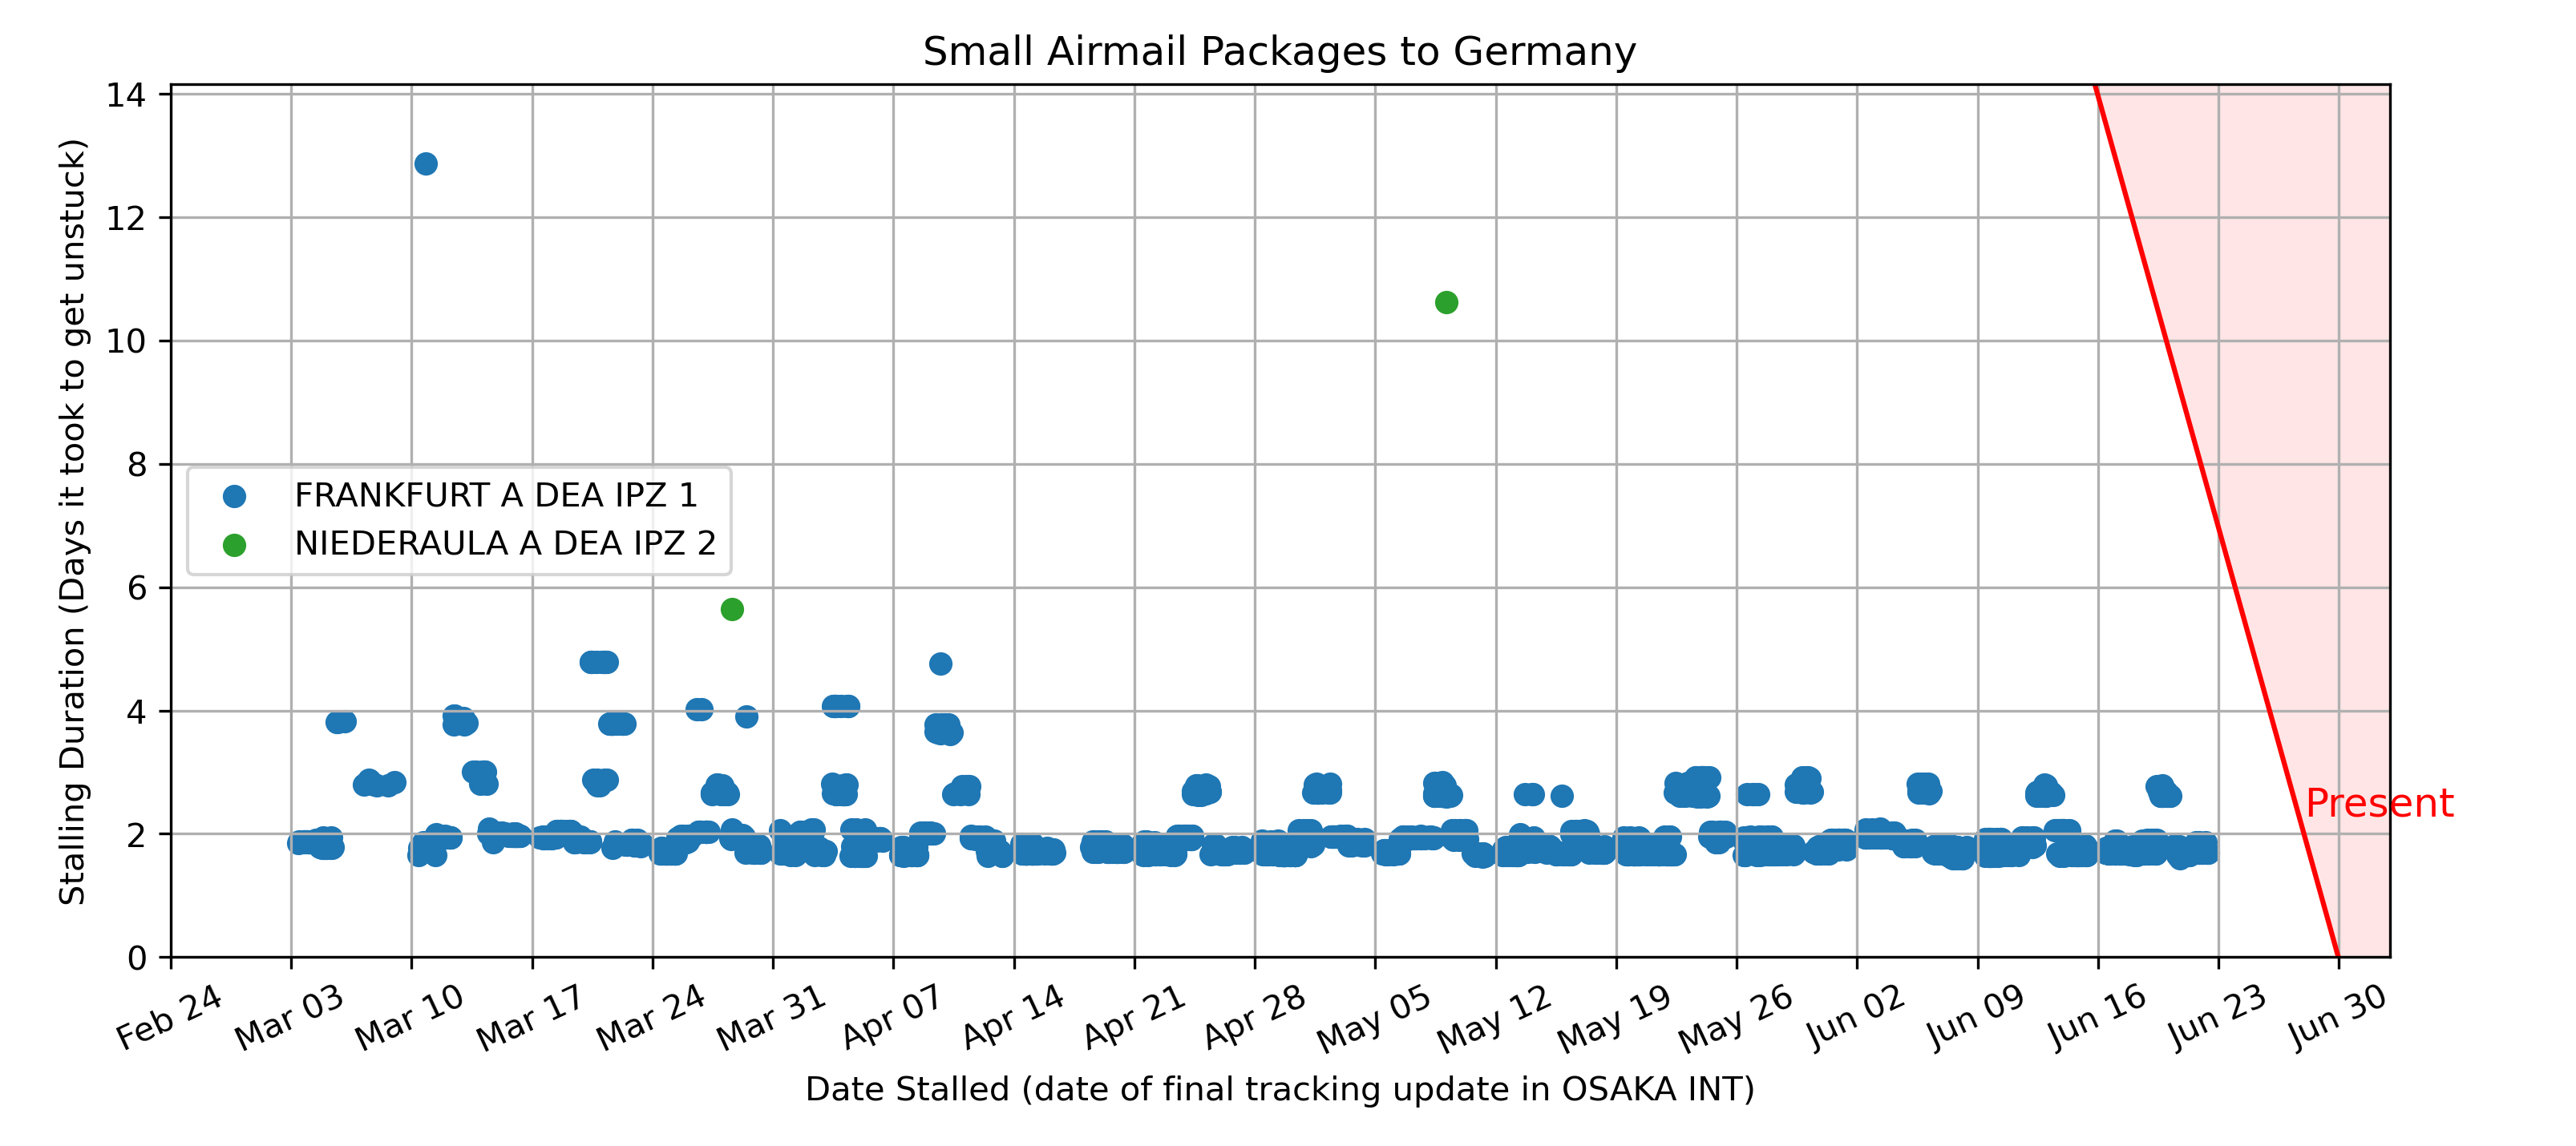 Small Airmail Packages to Germany
Stalling Duration (Days it took to get unstuck)
14
12
10
8
6
4
2
0
FRANKFURT A DEA IPZ 1
NIEDERAULA A DEA IPZ 2
Present
Feb 24
Mar 03
Mar 10
Mar 17
Mar 24
Mar 31
Apr 07
Apr 14
Apr 21
Apr 28
May 05
May 12
May 19
May 26
Jun 02
Jun 09
Jun 16
Jun 23
Jun 30
Date Stalled (date of final tracking update in OSAKA INT)